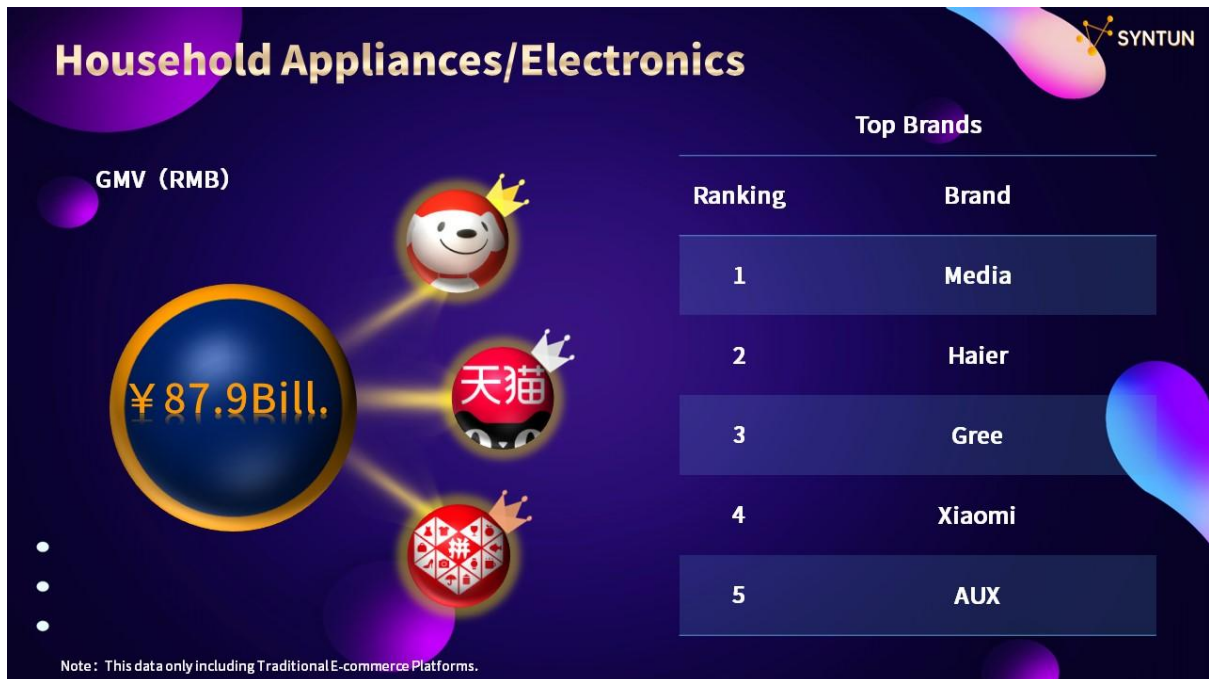 Household Appliances/Electronics
SYNTUN
GMV（RMB）
¥ 87.9Bill.
天猫
拼
Top Brands
Ranking Brand
1 Media
2 Haier
3 Gree
4 Xiaomi
5 AUX
Note：This data only including Traditional E-commerce Platforms.